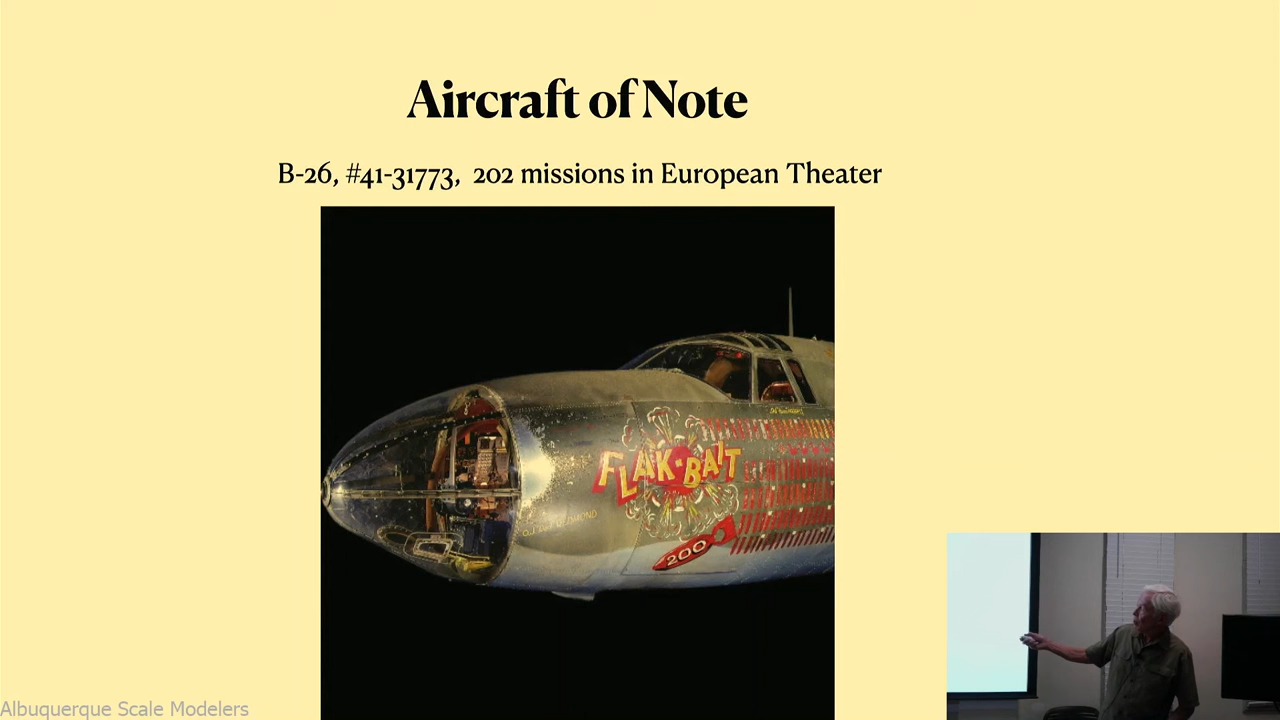 Aircraft of Note
B-26, #41-31773, 202 missions in European Theater
FLAK-BAIT
200
Albuquerque Scale Modelers